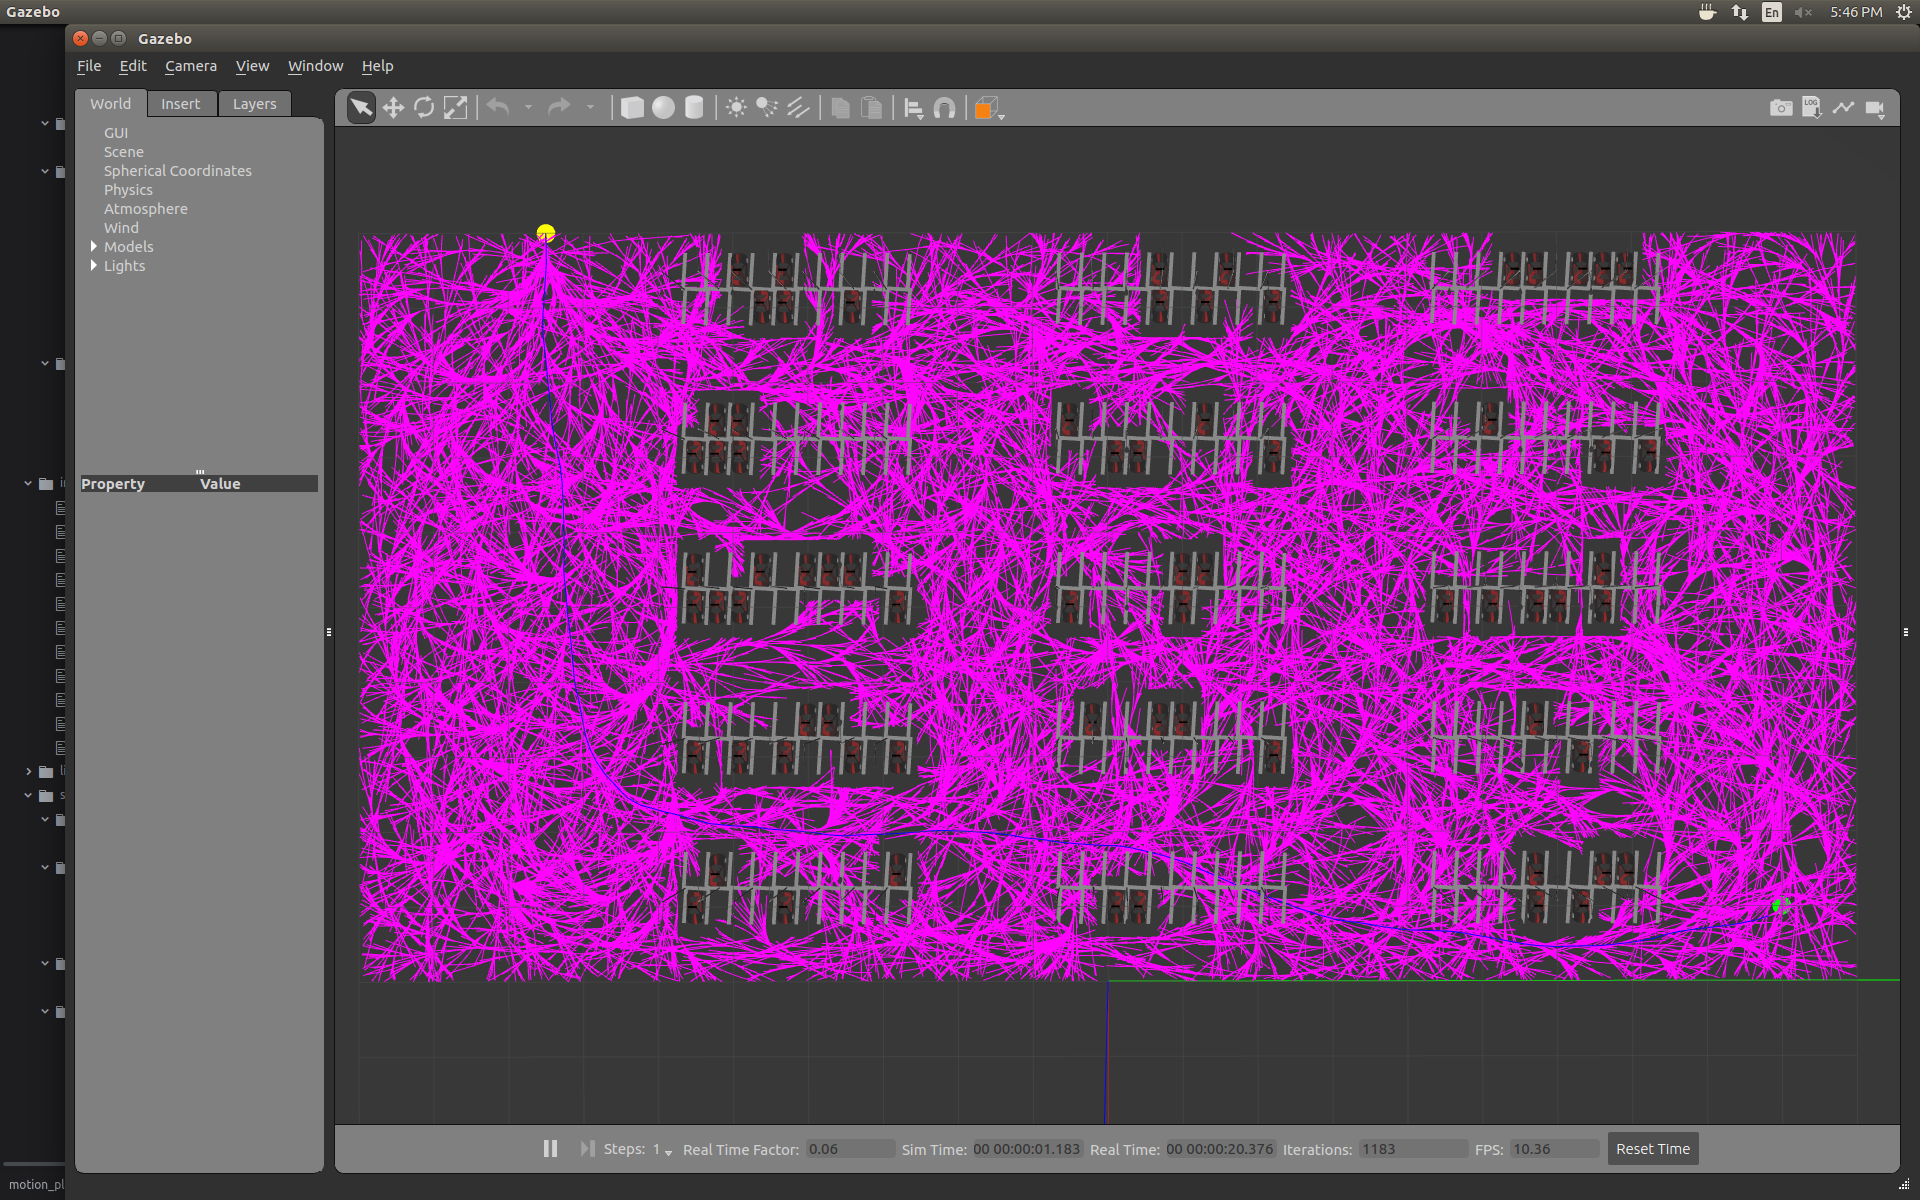 Gazebo
En
5:46 PM
Gazebo
File Edit Camera View Window Help
World Insert Layers
GUI
Scene
Spherical Coordinates
Physics
Atmosphere
Wind
Models
Lights
Property Value
LOG
motion_pl
Steps: 1 Real Time Factor: 0.06 Sim Time: 00 00:00:01.183 Real Time: 00 00:00:20.376 Iterations: 1183 FPS: 10.36 Reset Time